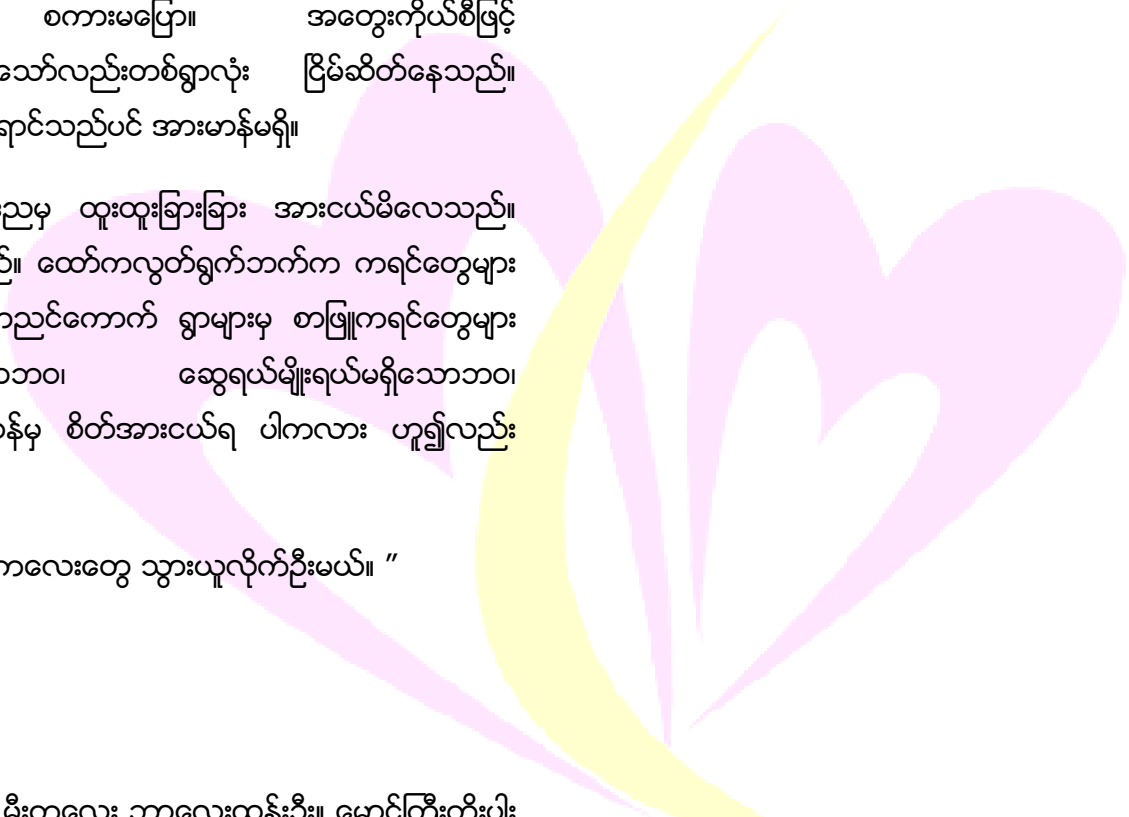 စကားမပြော။ အတွေးကိုယ်စီဖြင့်
သော်လည်းတစ်ရွာလုံး ငြိမ်ဆိတ်နေသည်။
ရောင်သည်ပင် အားမာန်မရှိ။
ညမှ ထူးထူးခြားခြား အားငယ်မိလေသည်။
ည်။ ထော်ကလွတ်ရွက်ဘက်က ကရင်တွေများ
ာညင်ကောက် ရွာများမှ စာဖြူကရင်တွေများ
ာဘဝ၊ ဆွေရယ်မျိုးရယ်မရှိသောဘဝ၊
န်မှ စိတ်အားငယ်ရ ပါကလား ဟူ၍လည်း
ကလေးတွေ သွားယူလိုက်ဦးမယ်။ ”